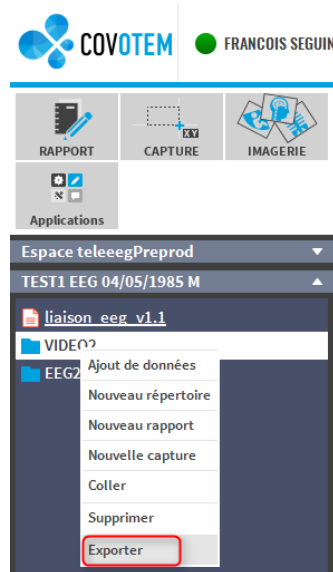 COVOTEM
FRANCOIS SEGUIN
RAPPORT
CAPTURE
XY
IMAGERIE
Applications
Espace teleeegPreprod
TEST1 EEG 04/05/1985 M
liaison_eeg_v1.1
VIDEO2
Ajout de données
EEG2
Nouveau répertoire
Nouveau rapport
Nouvelle capture
Coller
Supprimer
Exporter